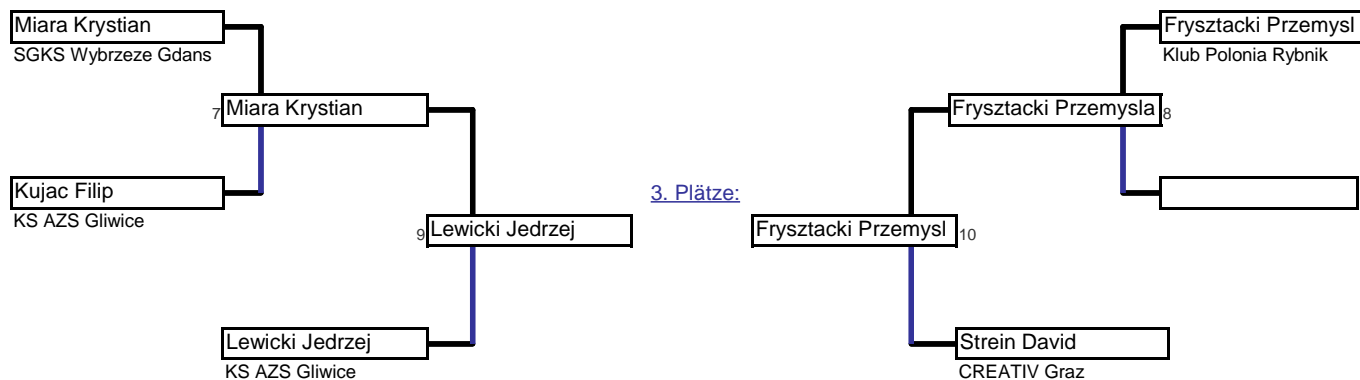 Miara Krystian
SGKS Wybrzeze Gdans
7 Miara Krystian
Kujac Filip
KS AZS Gliwice
9 Lewicki Jedrzej
Lewicki Jedrzej
KS AZS Gliwice
3. Plätze:
Frysztacki Przemysl
Klub Polonia Rybnik
Frysztacki Przemysla 8
Frysztacki Przemysl 10
Strein David
CREATIV Graz